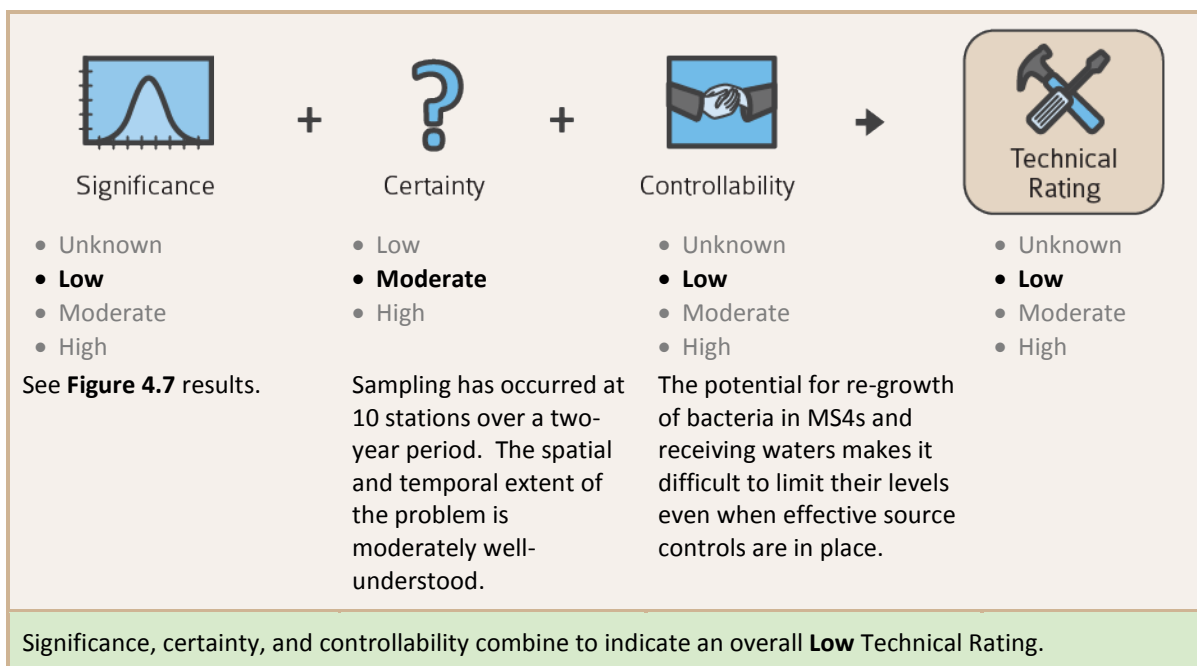 + + 
Significance
Certainty
Controllability
Technical
Rating
• Unknown
• Low
• Moderate
• High
See Figure 4.7 results.
• Low
• Moderate
• High
Sampling has occurred at
10 stations over a two-
year period. The spatial
and temporal extent of
the problem is
moderately well-
understood.
• Unknown
• Low
• Moderate
• High
The potential for re-growth
of bacteria in MS4s and
receiving waters makes it
difficult to limit their levels
even when effective source
controls are in place.
• Unknown
• Low
• Moderate
• High
Significance, certainty, and controllability combine to indicate an overall Low Technical Rating.